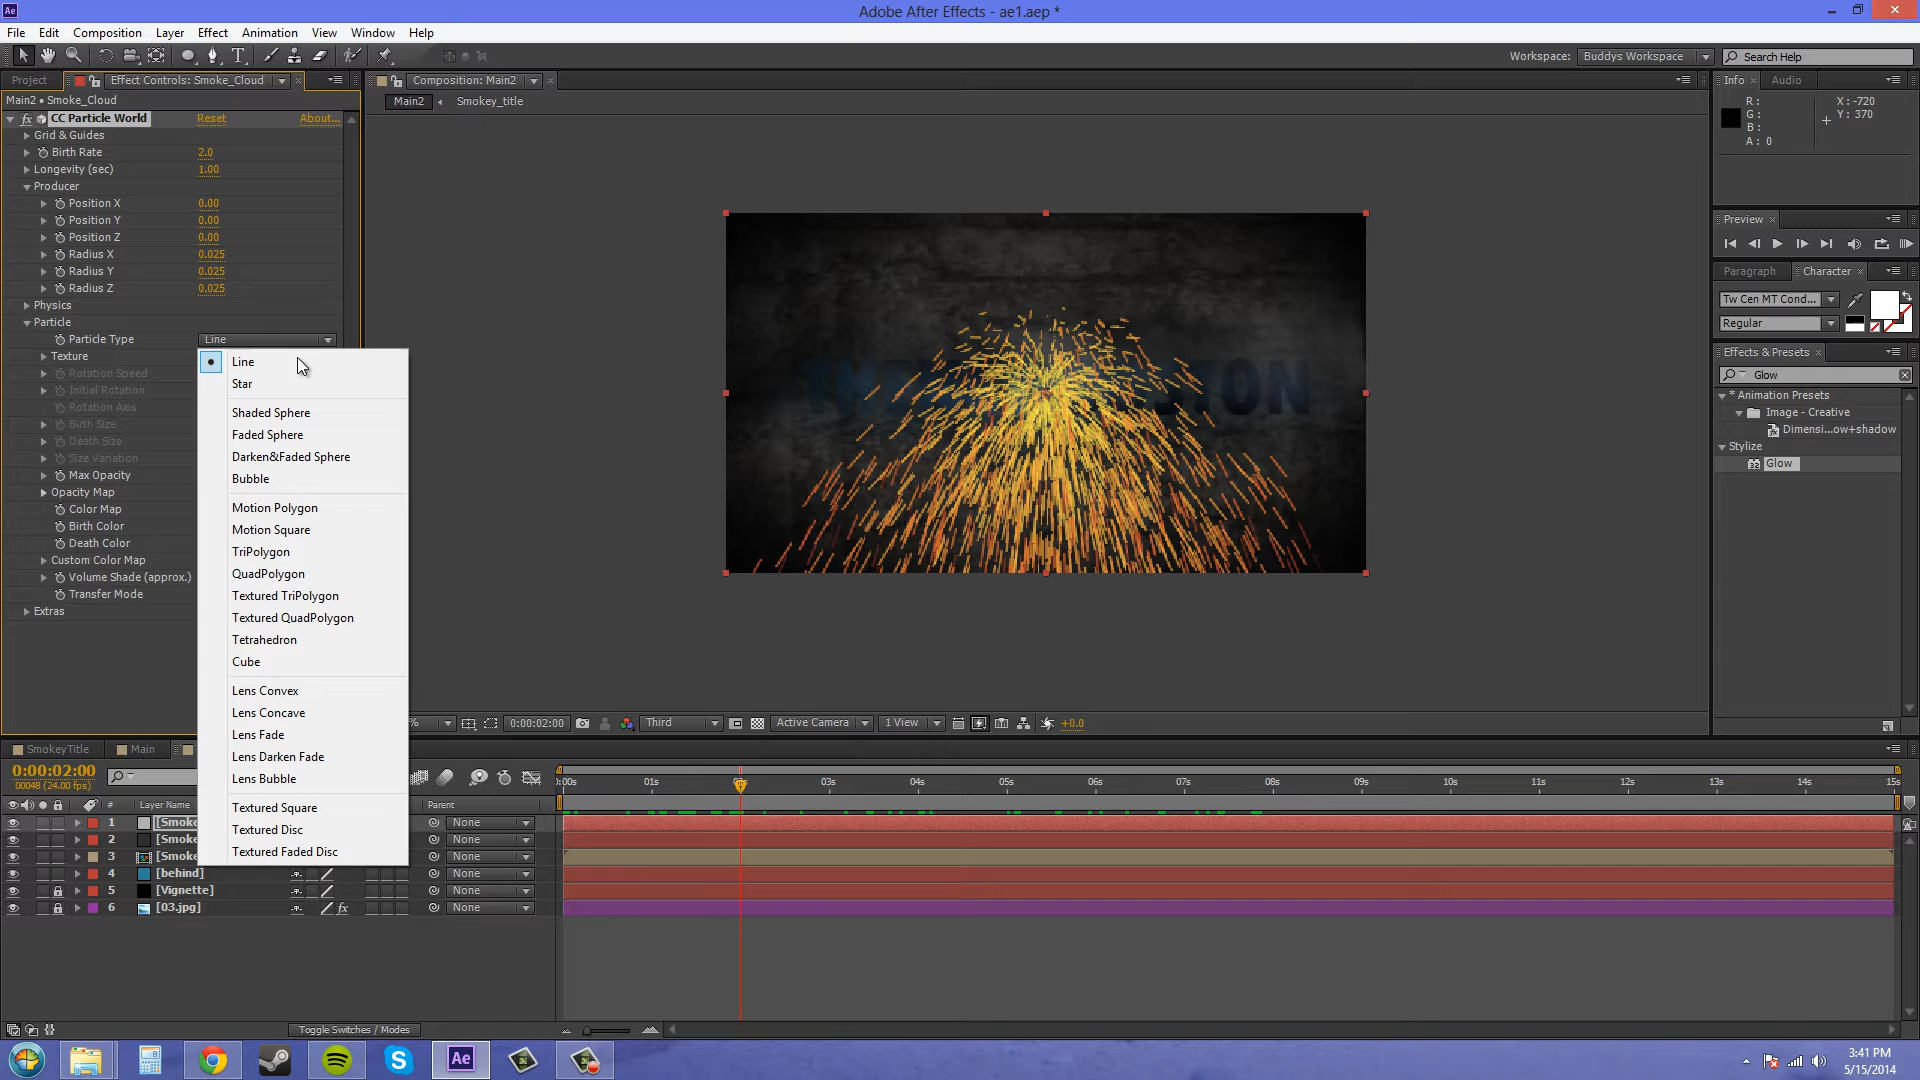 Ae
Adobe After Effects - ae1.aep *
File Edit Composition Layer Effect Animation View Window Help
T
Workspace: Buddys Workspace Search Help
Project Effect Controls: Smoke_Cloud × Composition: Main2 × Info × Audio
Main2 • Smoke_Cloud Main2 Smokey_title
R: X: -720
G: Y: 370
B:
A: 0
fx CC Particle World Reset About...
Grid & Guides
Birth Rate 2.0
Longevity (sec) 1.00
Producer
Position X 0.00
Position Y 0.00
Position Z 0.00
Radius X 0.025
Radius Y 0.025
Radius Z 0.025
Physics
Particle
Particle Type Line
Texture
Rotation Speed
Initial Rotation
Rotation Axis
Birth Size
Death Size
Size Variation
Max Opacity
Opacity Map
Color Map
Birth Color
Death Color
Custom Color Map
Volume Shade (approx.)
Transfer Mode
Extras
Line
Star
Shaded Sphere
Faded Sphere
Darken&Faded Sphere
Bubble
Motion Polygon
Motion Square
TriPolygon
QuadPolygon
Textured TriPolygon
Textured QuadPolygon
Tetrahedron
Cube
Lens Convex
Lens Concave
Lens Fade
Lens Darken Fade
Lens Bubble
Textured Square
Textured Disc
Textured Faded Disc
Preview ×
Paragraph Character ×
Tw Cen MT Cond...
Regular
Effects & Presets ×
Glow
* Animation Presets
Image - Creative
Dimensi...ow+shadow
Stylize
32 Glow
% 0:00:02:00 Third Active Camera 1 View +0.0
SmokeyTitle Main
0:00:02:00
00048 (24.00 fps)
:00s 01s 03s 04s 05s 06s 07s 08s 09s 10s 11s 12s 13s 14s 15s
# Layer Name Parent
1 [Smoke None
2 [Smoke None
3 [Smoke None
4 [behind] None
5 [Vignette] None
6 [03.jpg] fx None
Toggle Switches / Modes
Ae
3:41 PM
5/15/2014